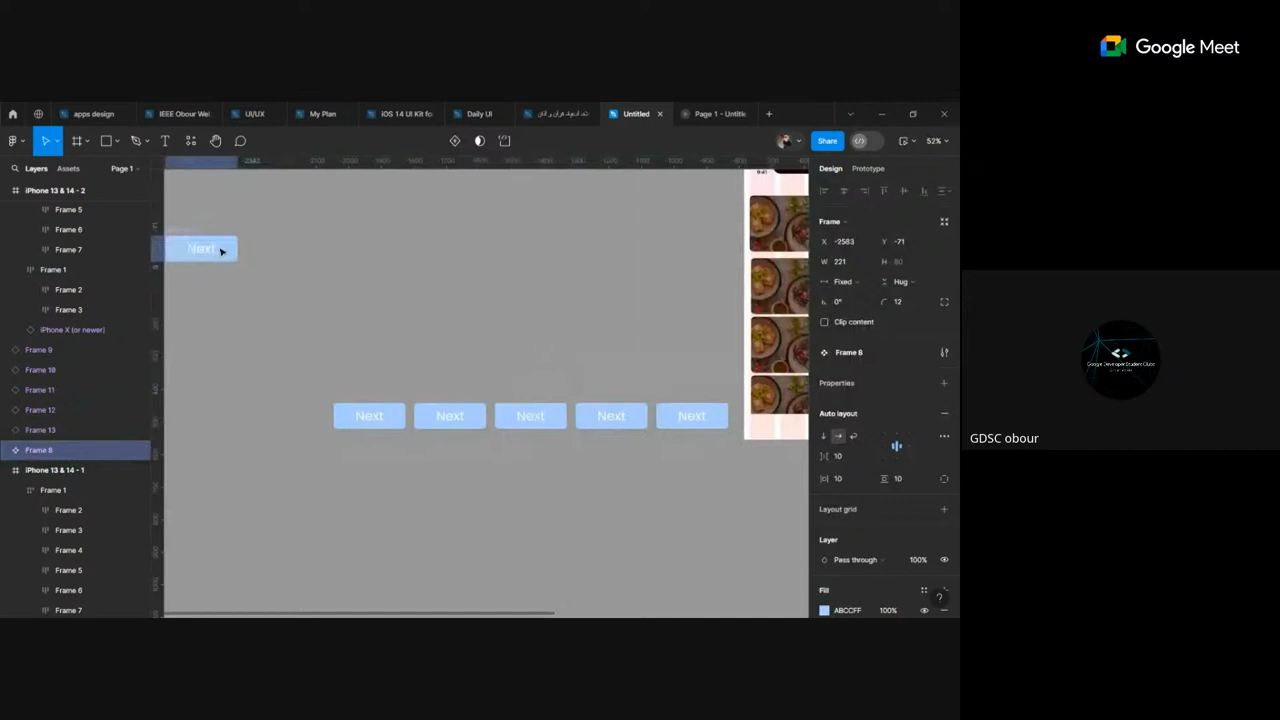 Google Meet
apps design
IEEE Obour Wel
UI/UX
My Plan
iOS 14 UI Kit fo
Daily UI
Untitled
Page 1 - Untitle
Share
52%
Layers
Assets
Page 1
Design
Prototype
iPhone 13 & 14 - 2
Frame 5
Frame 6
Frame 7
Frame 1
Frame 2
Frame 3
iPhone X (or newer)
Frame 9
Frame 10
Frame 11
Frame 12
Frame 13
Frame 8
iPhone 13 & 14 - 1
Frame 1
Frame 2
Frame 3
Frame 4
Frame 5
Frame 6
Frame 7
Next
Next
Next
Next
Next
Next
Frame
X -2583
Y -71
W 221
H 80
Fixed
Hug
0°
12
Clip content
Frame 8
Properties
Auto layout
10
10
10
Layout grid
Layer
Pass through
100%
Fill
ABCCFF
100%
?
Google Developer Student Clubs
GDSC obour